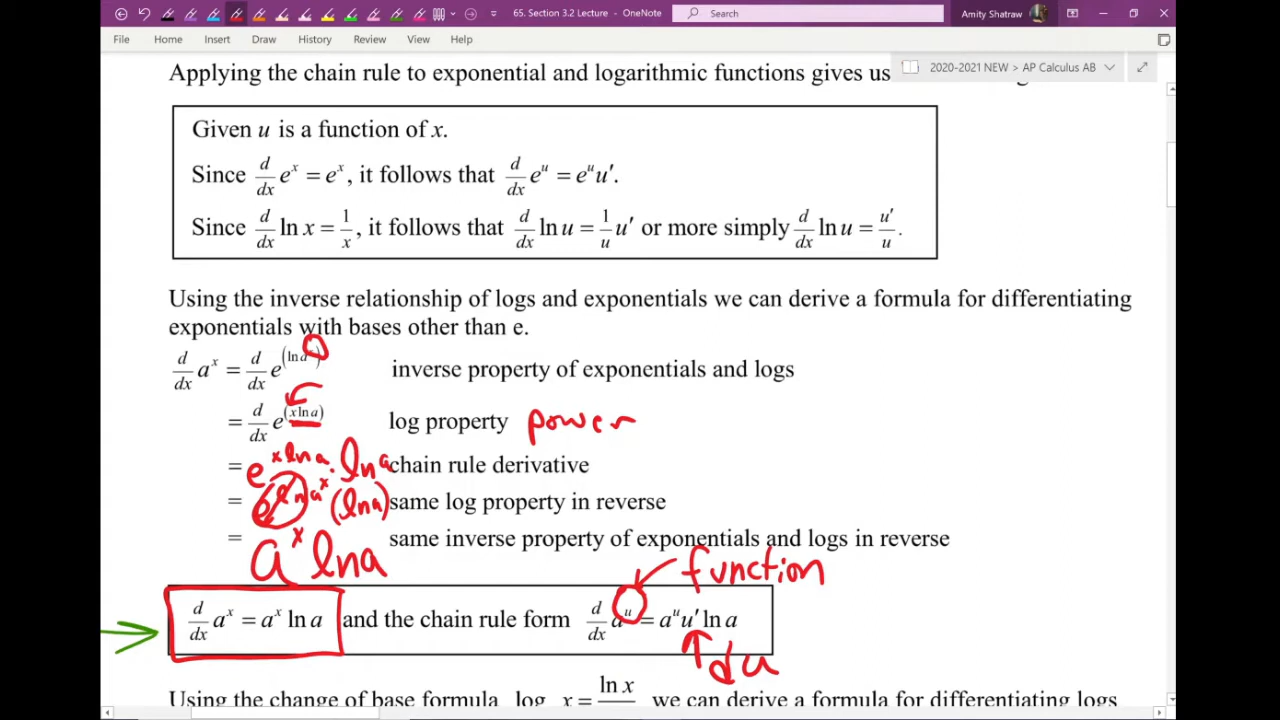 65. Section 3.2 Lecture - OneNote
Search
Amity Shatraw
File Home Insert Draw History Review View Help
2020-2021 NEW > AP Calculus AB
Applying the chain rule to exponential and logarithmic functions gives us
Given u is a function of x.
Since d/dx e^x = e^x, it follows that d/dx e^u = e^u u′.
Since d/dx ln x = 1/x, it follows that d/dx ln u = 1/u u′ or more simply d/dx ln u = u′/u.
Using the inverse relationship of logs and exponentials we can derive a formula for differentiating
exponentials with bases other than e.
d/dx a^x = d/dx e^(ln a^x) inverse property of exponentials and logs
= d/dx e^(x ln a) log property power
= e^x ln a · ln a chain rule derivative
= e^ln a^x (ln a) same log property in reverse
= a^x ln a same inverse property of exponentials and logs in reverse
function
d/dx a^x = a^x ln a and the chain rule form d/dx a^u = a^u u′ ln a
du
Using the change of base formula log x = ln x we can derive a formula for differentiating logs